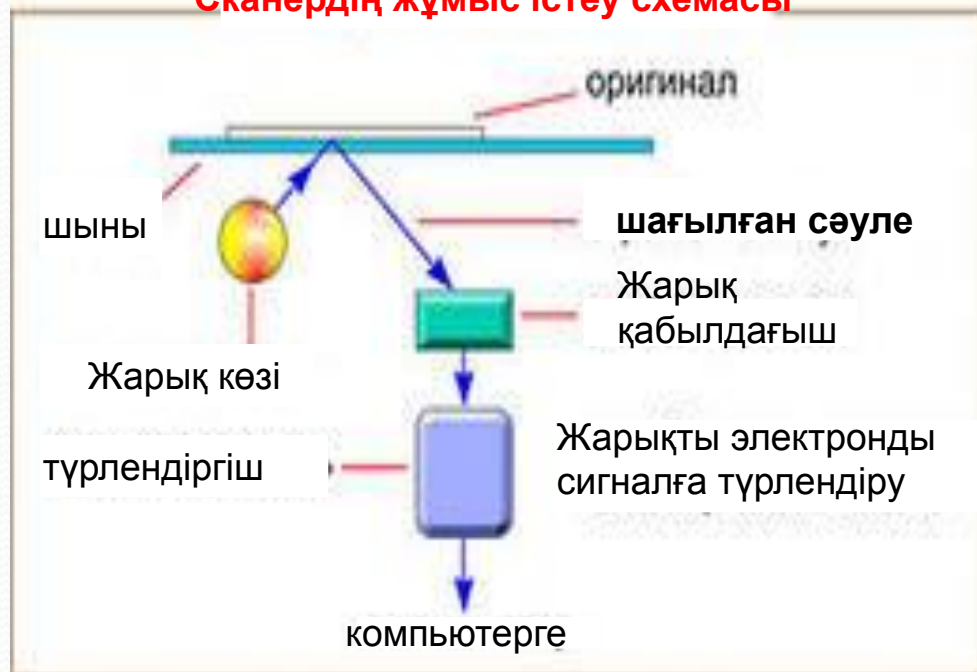 Сканердің жұмыс істеу схемасы
оригинал
шыны
шағылған сәуле
Жарық
қабылдағыш
Жарық көзі
түрлендіргіш
Жарықты электронды
сигналға түрлендіру
компьютерге